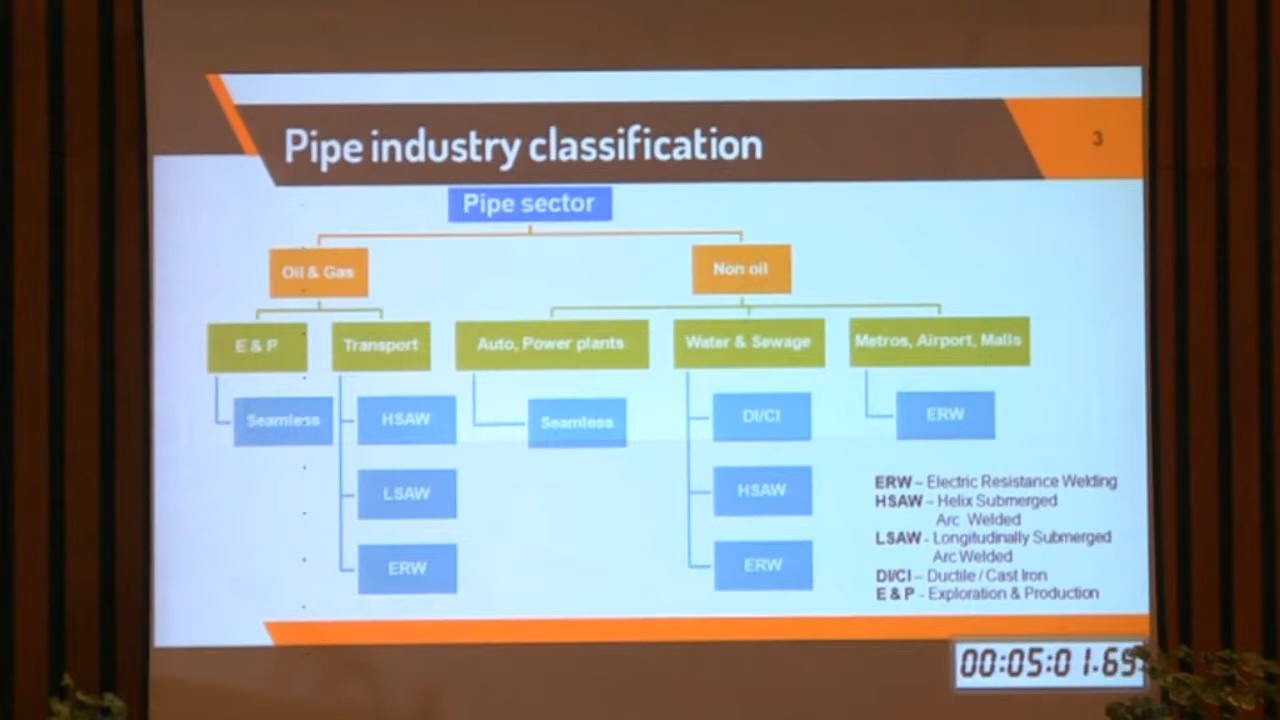 Pipe industry classification
3
Pipe sector
Oil & Gas
Non oil
E & P
Transport
Auto, Power plants
Water & Sewage
Metros, Airport, Malls
Seamless
HSAW
Seamless
DI/CI
ERW
LSAW
HSAW
ERW
ERW
ERW – Electric Resistance Welding
HSAW – Helix Submerged
Arc Welded
LSAW - Longitudinally Submerged
Arc Welded
DI/CI – Ductile / Cast Iron
E & P - Exploration & Production
00:05:01.69